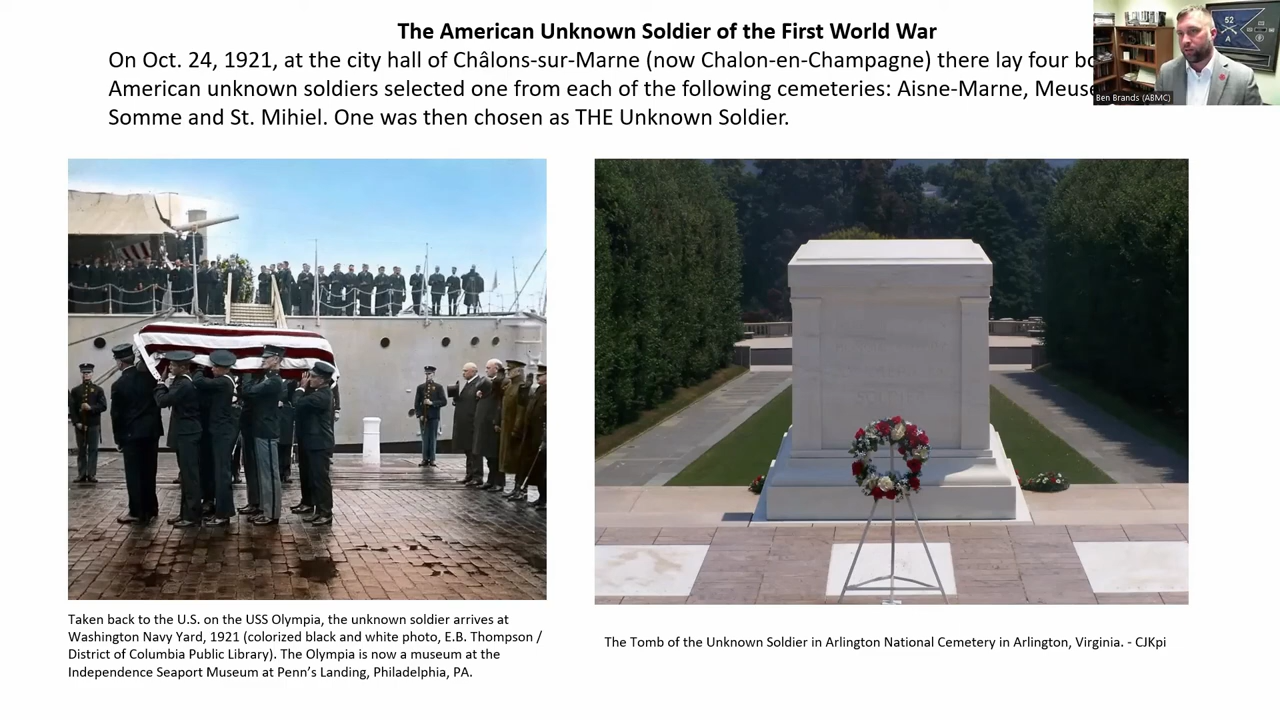 The American Unknown Soldier of the First World War
On Oct. 24, 1921, at the city hall of Châlons-sur-Marne (now Chalon-en-Champagne) there lay four
American unknown soldiers selected one from each of the following cemeteries: Aisne-Marne,
Somme and St. Mihiel. One was then chosen as THE Unknown Soldier.
52
A
Ben Brands (ABMC)
Taken back to the U.S. on the USS Olympia, the unknown soldier arrives at
Washington Navy Yard, 1921 (colorized black and white photo, E.B. Thompson /
District of Columbia Public Library). The Olympia is now a museum at the
Independence Seaport Museum at Penn’s Landing, Philadelphia, PA.
The Tomb of the Unknown Soldier in Arlington National Cemetery in Arlington, Virginia. - CJKpi